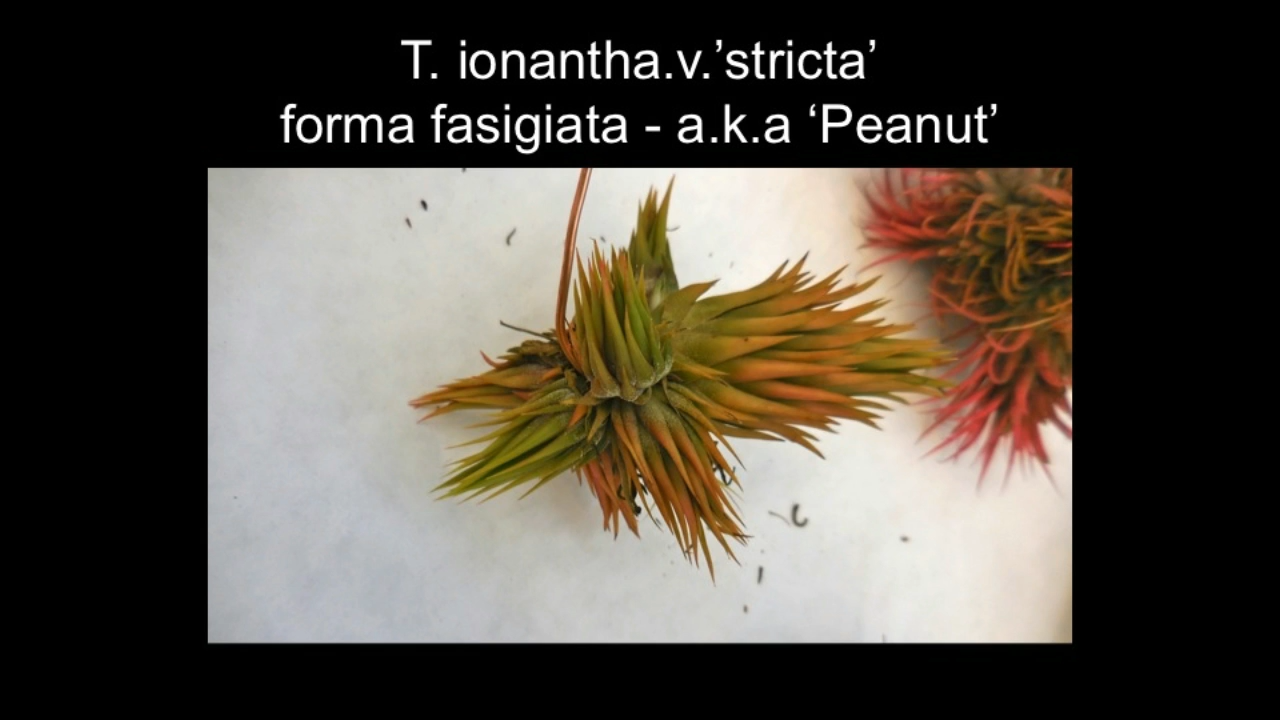 T. ionantha.v.’stricta’
forma fasigiata - a.k.a ‘Peanut’